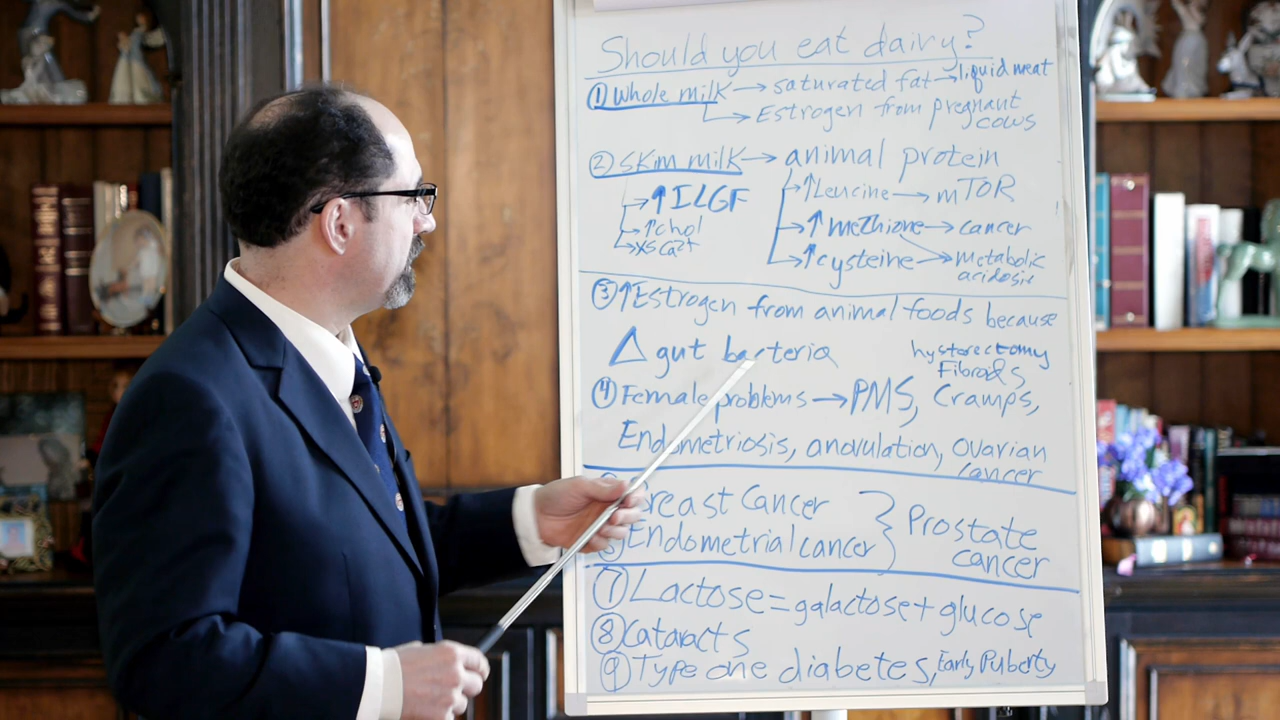 Should you eat dairy?
① Whole milk → saturated fat → liquid meat
→ Estrogen from pregnant
cows
② Skim milk → animal protein
→ ↑ ILGF
→ ↑ chol
→ xs Ca2+
→ ↑ Leucine → mTOR
→ ↑ Methione → cancer
→ ↑ cysteine → metabolic
acidosis
③ ↑ Estrogen from animal foods because
△ gut bacteria
hysterectomy
Fibroids
④ Female problems → PMS, Cramps,
Endometriosis, anovulation, ovarian
cancer
Breast Cancer
Endometrial cancer } Prostate
cancer
⑦ Lactose = galactose + glucose
⑧ Cataracts
⑨ Type one diabetes, Early Puberty